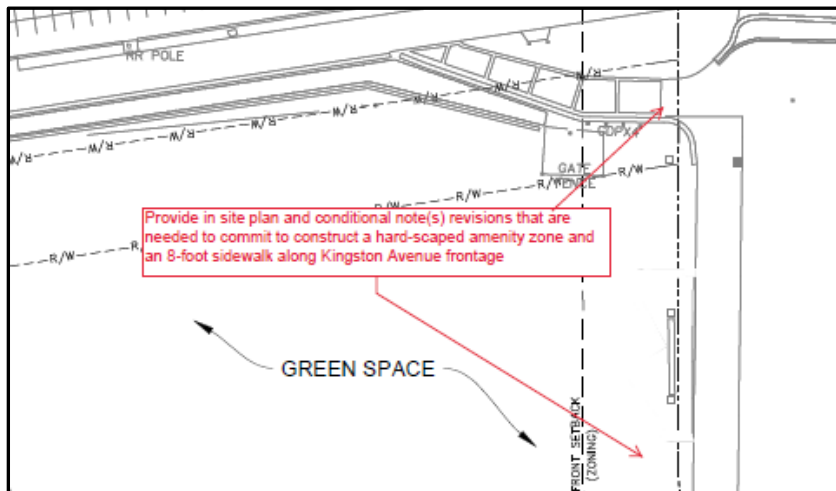 RR POLE
R/W
R/W
R/W
R/W
R/W
R/W
R/W
GATE
R/W
R/W
Provide in site plan and conditional note(s) revisions that are
needed to commit to construct a hard-scaped amenity zone and
an 8-foot sidewalk along Kingston Avenue frontage
R/W
R/W
GREEN SPACE
FRONT SETBACK
(ZONING)